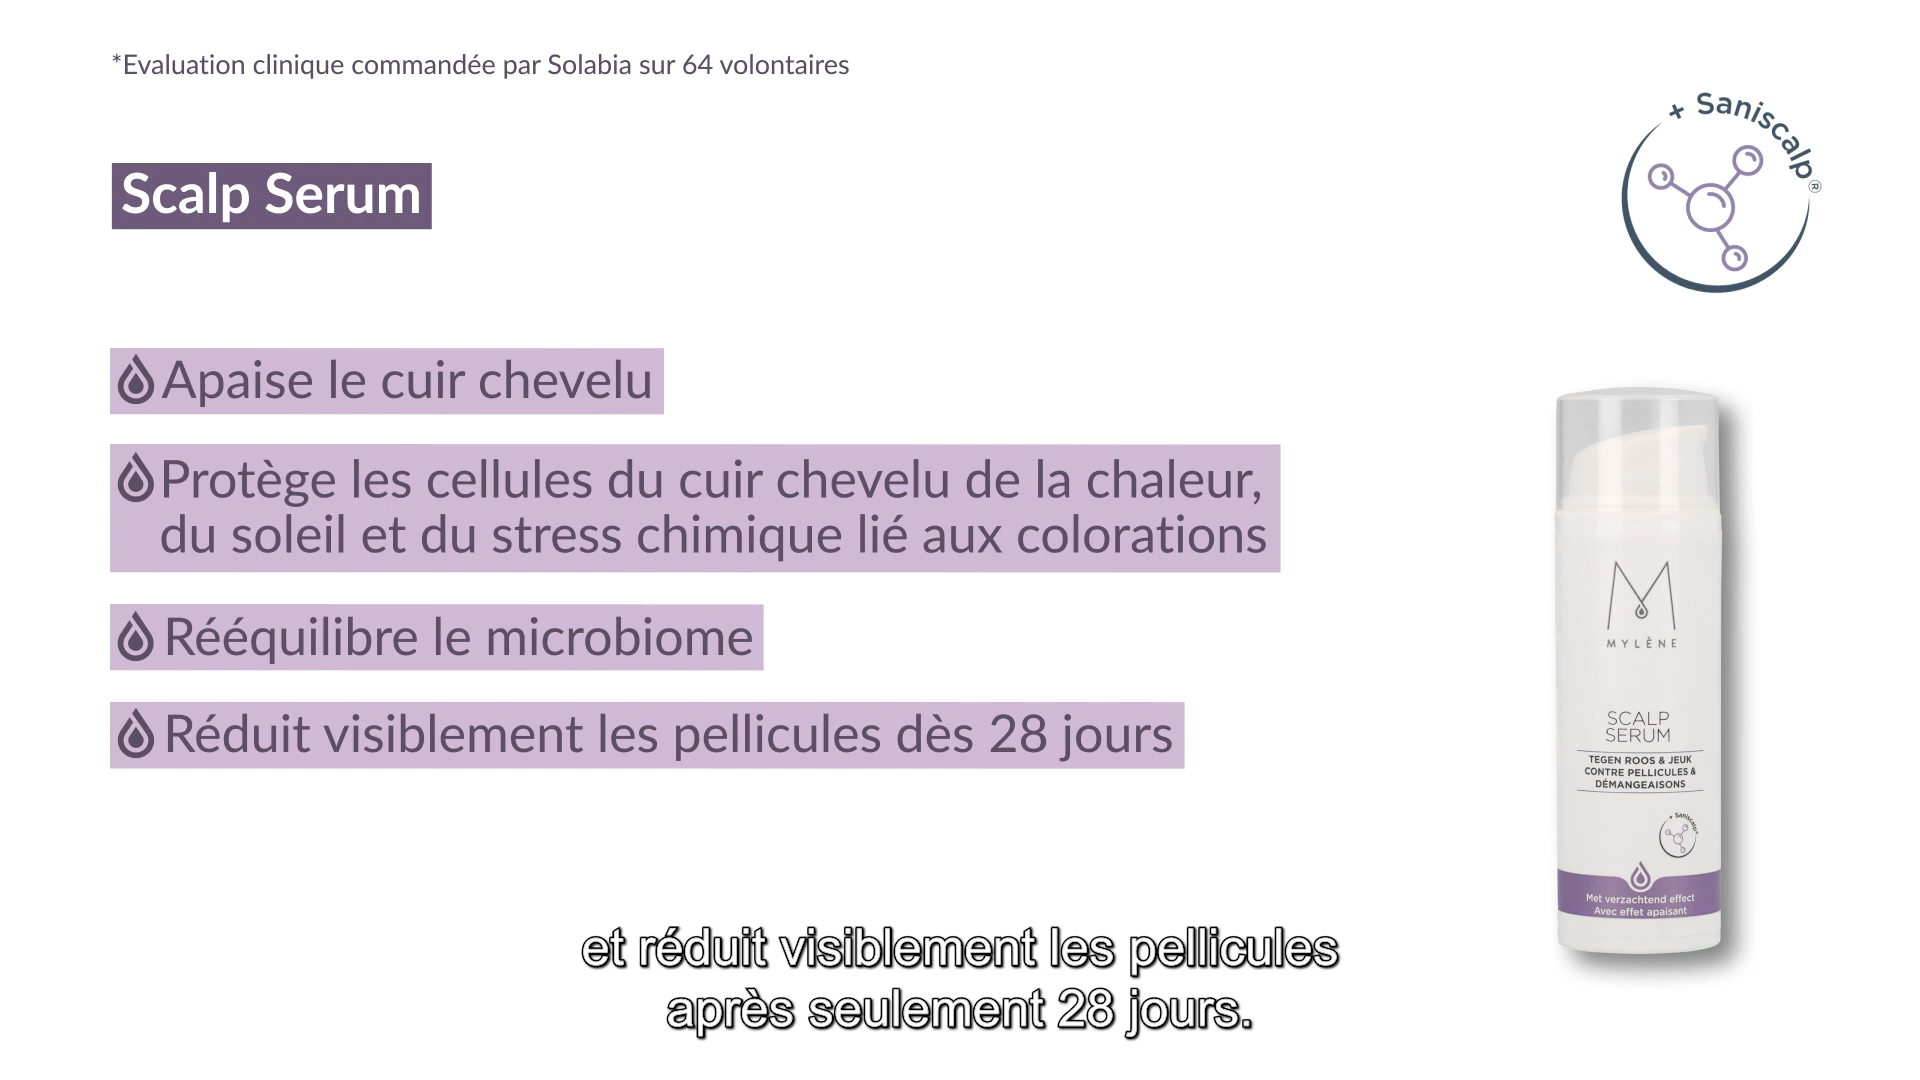 *Evaluation clinique commandée par Solabia sur 64 volontaires
+ Saniscalp®
Scalp Serum
Apaise le cuir chevelu
Protège les cellules du cuir chevelu de la chaleur,
du soleil et du stress chimique lié aux colorations
Rééquilibre le microbiome
Réduit visiblement les pellicules dès 28 jours
MYLÈNE
SCALP
SERUM
TEGEN ROOS & JEUK
CONTRE PELLICULES &
DÉMANGEAISONS
+ Saniscalp®
Met verzachtend effect
Avec effet apaisant
et réduit visiblement les pellicules
après seulement 28 jours.